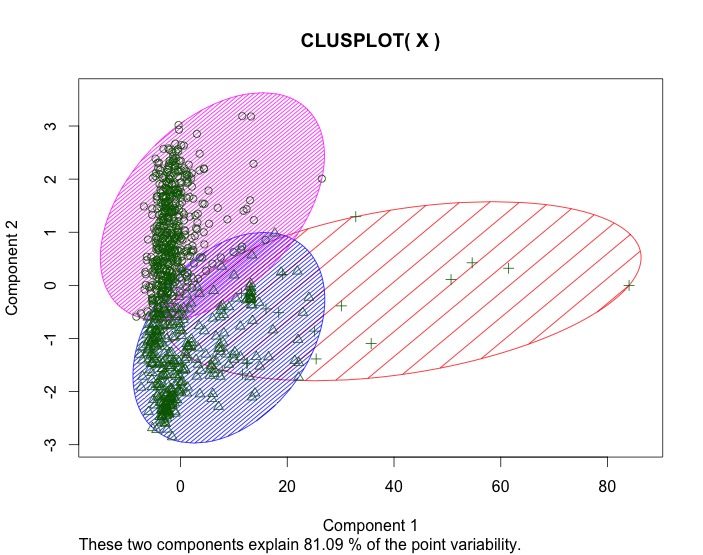 CLUSPLOT( X )
3
2
1
0
-1
-2
-3
Component 2
0 20 40 60 80
Component 1
These two components explain 81.09 % of the point variability.